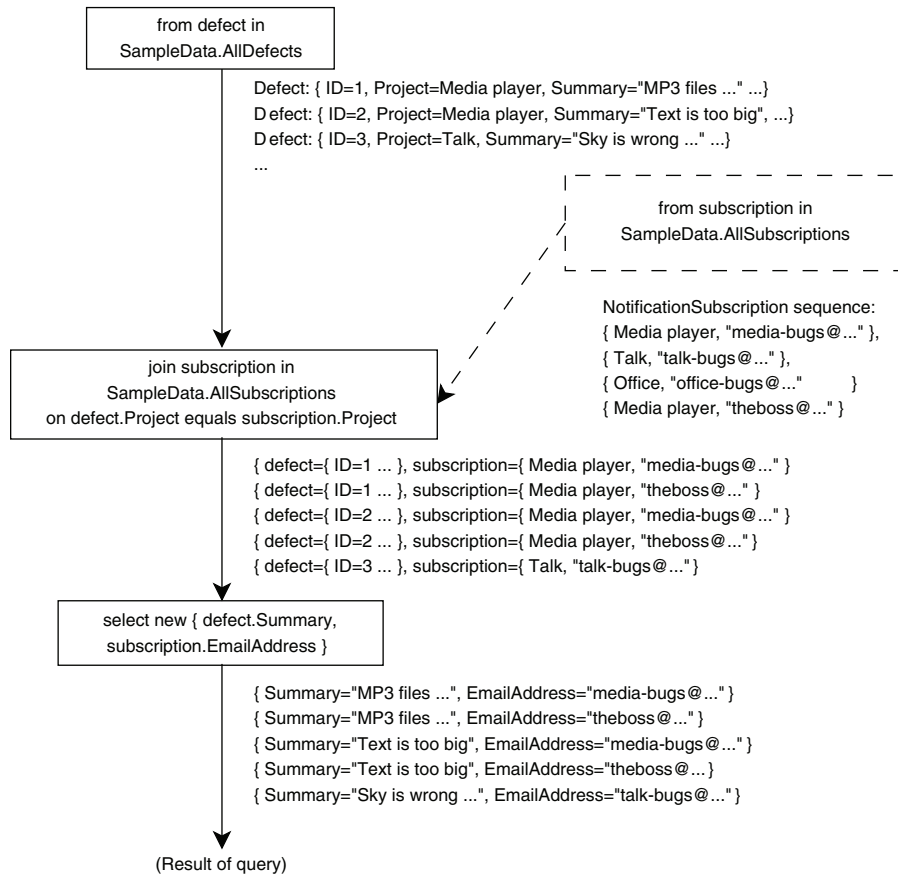 from defect in
SampleData.AllDefects
Defect: { ID=1, Project=Media player, Summary="MP3 files ..." ...}
Defect: { ID=2, Project=Media player, Summary="Text is too big", ...}
Defect: { ID=3, Project=Talk, Summary="Sky is wrong ..." ...}
...
from subscription in
SampleData.AllSubscriptions
NotificationSubscription sequence:
{ Media player, "media-bugs@..." },
{ Talk, "talk-bugs@..." },
{ Office, "office-bugs@..." }
{ Media player, "theboss@..." }
join subscription in
SampleData.AllSubscriptions
on defect.Project equals subscription.Project
{ defect={ ID=1 ... }, subscription={ Media player, "media-bugs@..." }
{ defect={ ID=1 ... }, subscription={ Media player, "theboss@..." }
{ defect={ ID=2 ... }, subscription={ Media player, "media-bugs@..." }
{ defect={ ID=2 ... }, subscription={ Media player, "theboss@..." }
{ defect={ ID=3 ... }, subscription={ Talk, "talk-bugs@..." }
select new { defect.Summary,
subscription.EmailAddress }
{ Summary="MP3 files ...", EmailAddress="media-bugs@..." }
{ Summary="MP3 files ...", EmailAddress="theboss@..." }
{ Summary="Text is too big", EmailAddress="media-bugs@..." }
{ Summary="Text is too big", EmailAddress="theboss@... }
{ Summary="Sky is wrong ...", EmailAddress="talk-bugs@..." }
(Result of query)